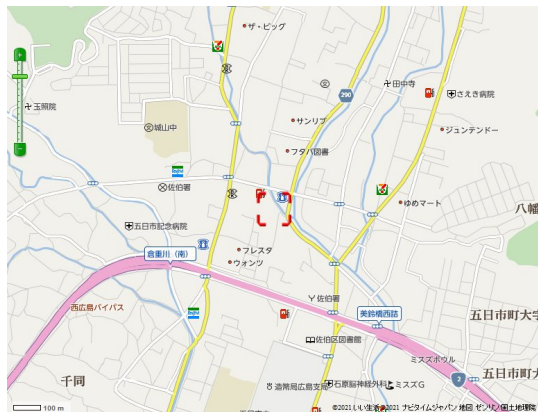 ザ・ビッグ
290
田中寺
さえき病院
玉照院
サンリブ
城山中
ジュンテンドー
フタバ図書
佐伯署
ゆめマート
八幡
五日市記念病院
倉重川(南)
フレスタ
ウォンツ
西広島バイパス
佐伯署
美鈴橋西詰
五日市町大字
佐伯区図書館
ミスズボウル
五日市町大
千同
2
造幣局広島支局
石原脳神経外科
ミスズG
100 m
©2021 いい生活 ©2021 ナビタイムジャパン 地図 ゼンリン 国土地理院